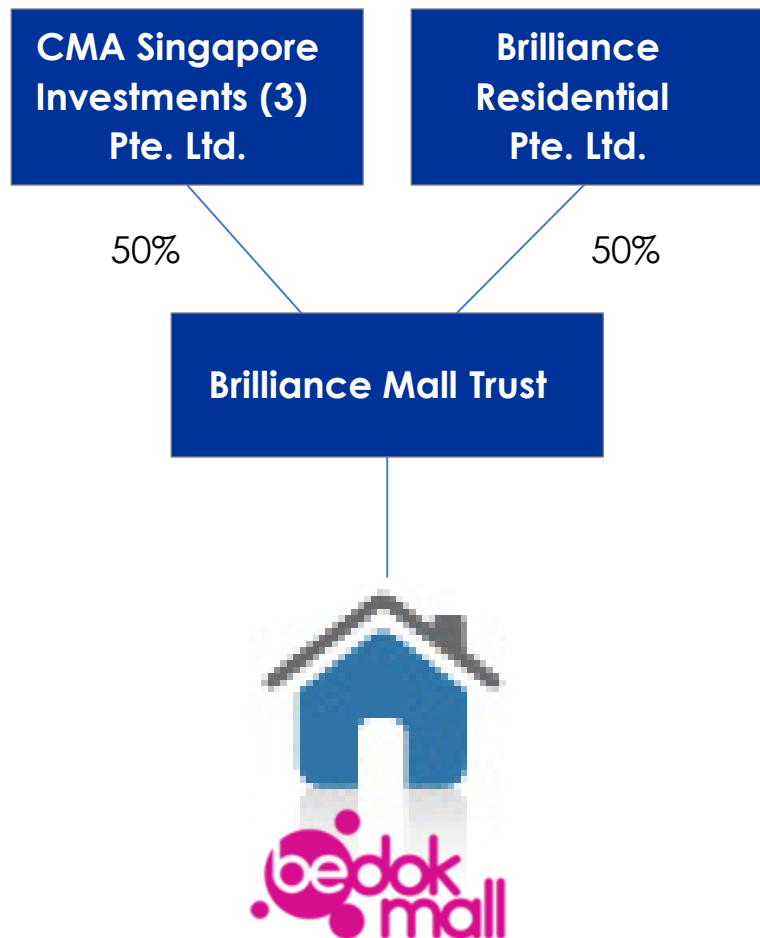 CMA Singapore
Investments (3)
Pte. Ltd.
Brilliance
Residential
Pte. Ltd.
50%
50%
Brilliance Mall Trust
bedok
mall